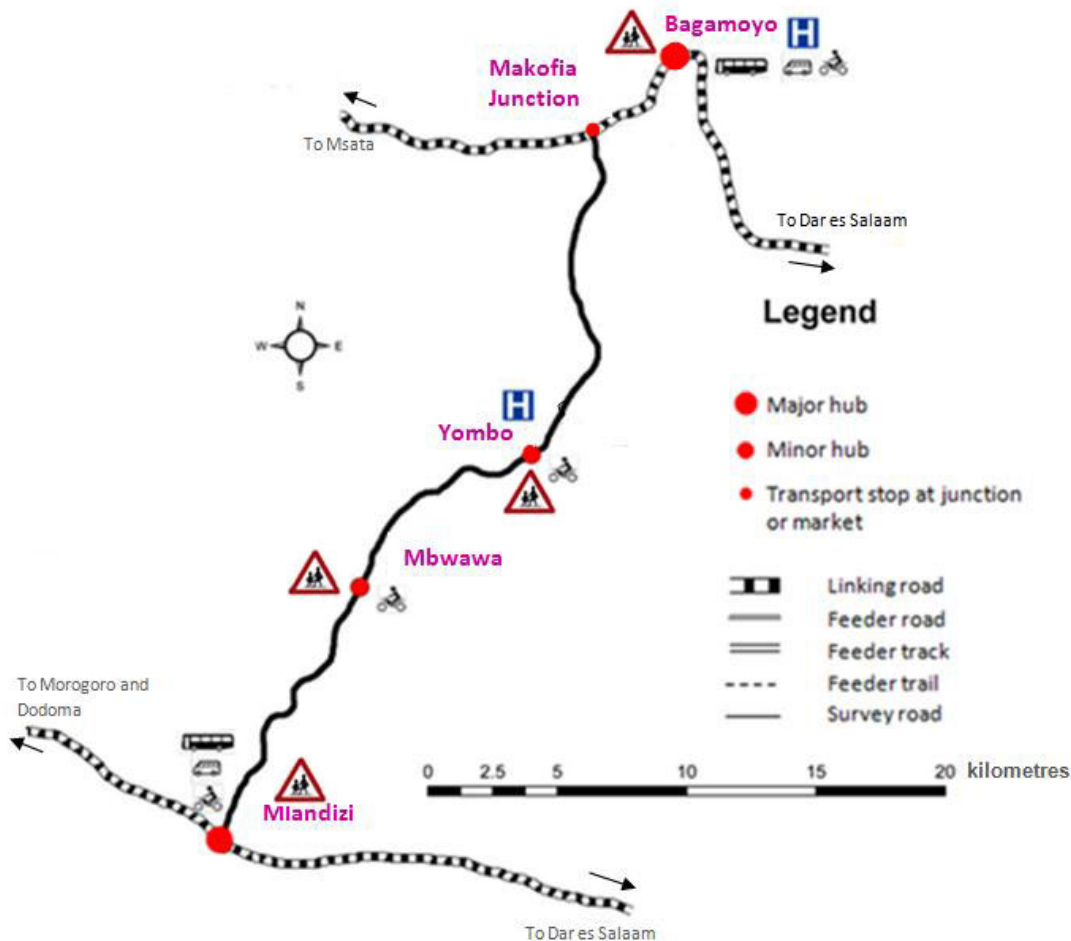 Bagamoyo
H
Makofia
Junction
To Msata
To Dar es Salaam
Legend
N
W E
S
Major hub
H
Minor hub
Yombo
Transport stop at junction
or market
Mbwawa
Linking road
Feeder road
Feeder track
To Morogoro and
Dodoma
Feeder trail
Survey road
0 2.5 5 10 15 20 kilometres
Mlandizi
To Dar es Salaam